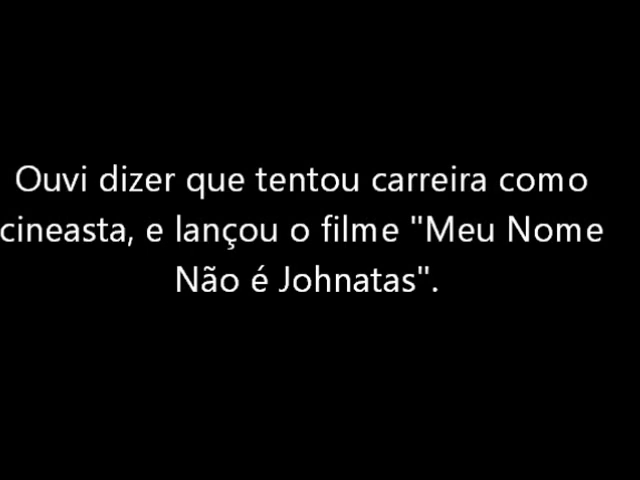 Ouvi dizer que tentou carreira como
cineasta, e lançou o filme "Meu Nome
Não é Johnatas".